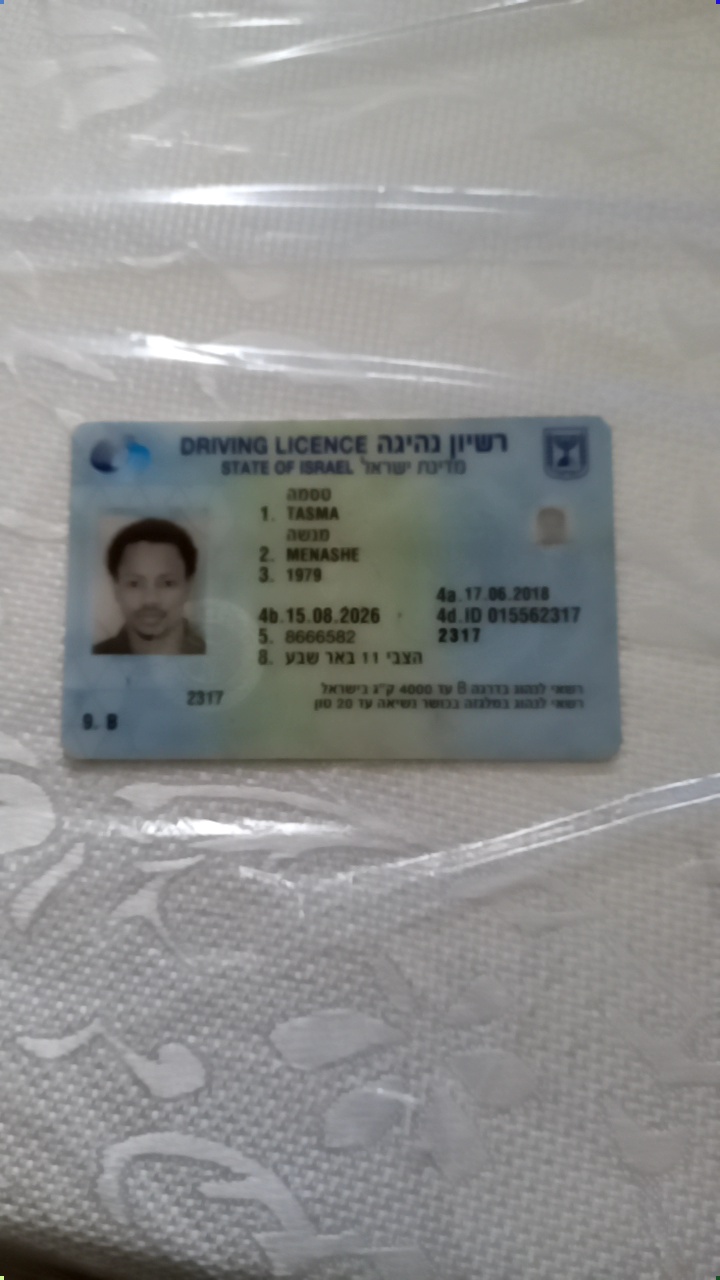 DRIVING LICENCE רשיון נהיגה
STATE OF ISRAEL מדינת ישראל
טסמה
1. TASMA
מנשה
2. MENASHE
3. 1979
4a. 17.06.2018
4b. 15.08.2026 4d. ID 015562317
5. 8666582 2317
8. הצבי 11 באר שבע
2317
רשאי לנהוג בדרגה B עד 4000 ק"ג בישראל
רשאי לנהוג במלגזה בכושר נשיאה עד 20 טון
9. B